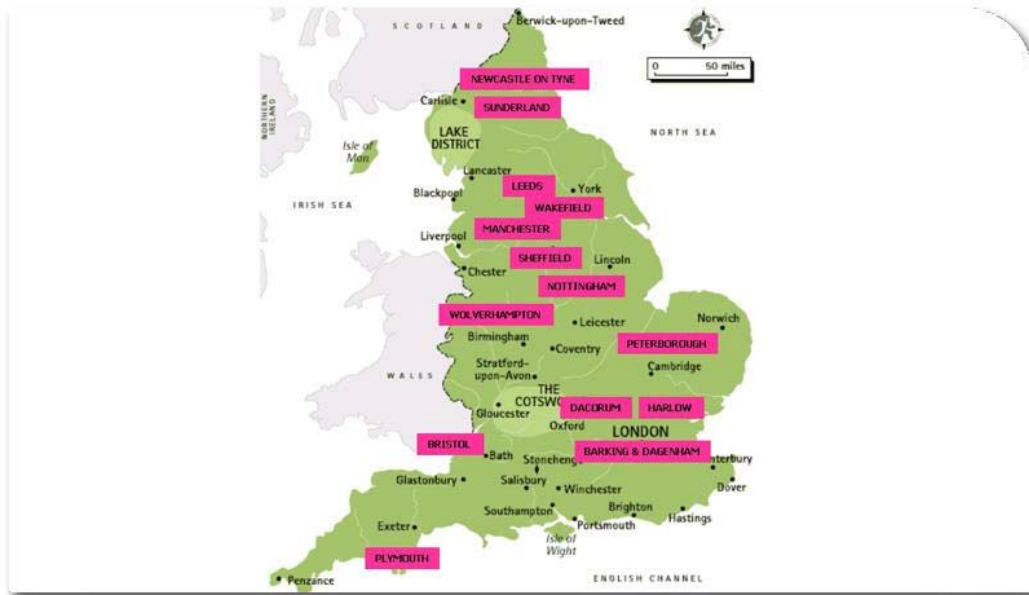 SCOTLAND
Berwick-upon-Tweed
0 50 miles
NEWCASTLE ON TYNE
Carlisle
SUNDERLAND
NORTHERN
IRELAND
NORTH SEA
LAKE
DISTRICT
Isle of
Man
Lancaster
LEEDS
York
Blackpool
WAKEFIELD
IRISH SEA
MANCHESTER
Liverpool
SHEFFIELD
Lincoln
Chester
NOTTINGHAM
WOLVERHAMPTON
Norwich
Leicester
Birmingham
PETERBOROUGH
Coventry
Stratford-
upon-Avon
Cambridge
WALES
THE
COTSWO
DACORUM
HARLOW
Gloucester
Oxford
LONDON
BRISTOL
BARKING & DAGENHAM
Bath
Stoneheng
nterbury
Glastonbury
Salisbury
Winchester
Dover
Southampton
Brighton
Hastings
Exeter
Portsmouth
Isle of
Wight
PLYMOUTH
Penzance
ENGLISH CHANNEL